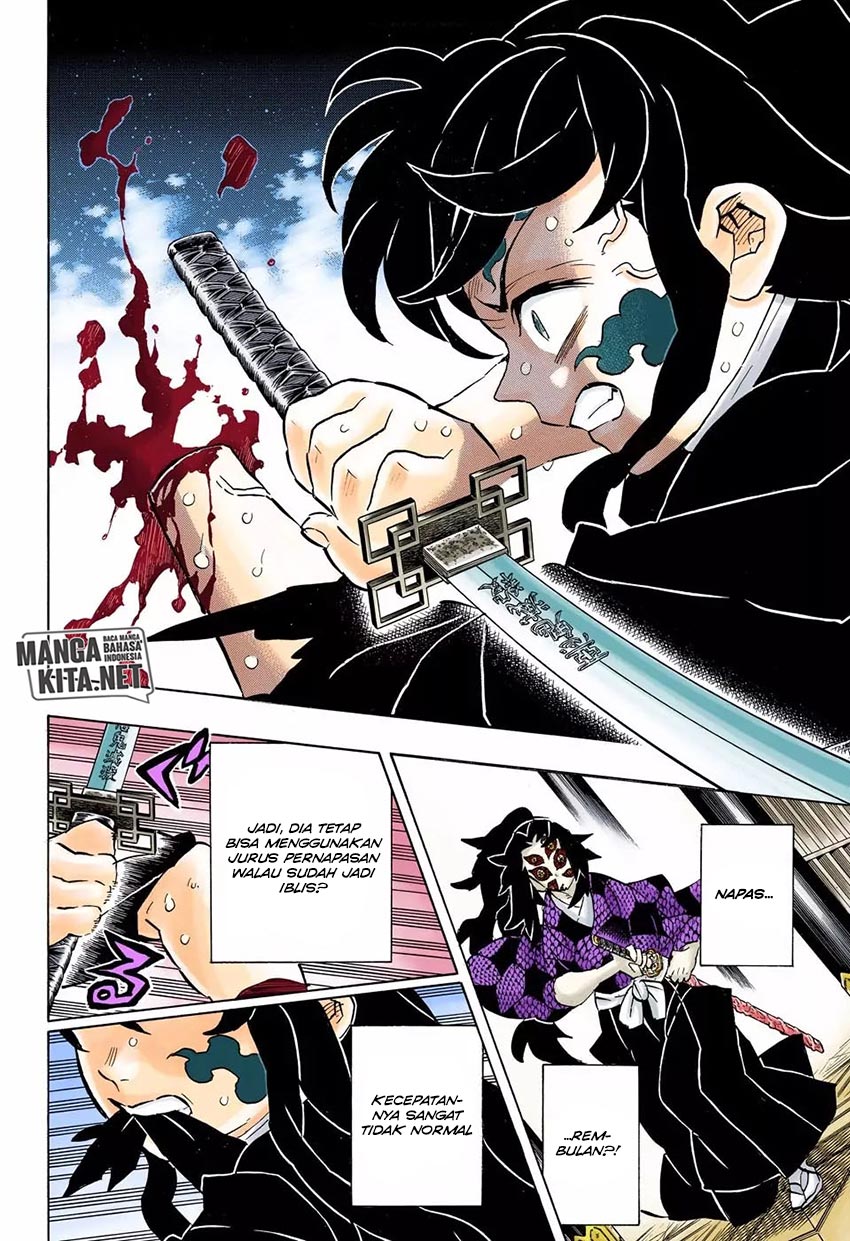 MANGA
KITA.NET
BACA MANGA
BAHASA
INDONESIA
NAPAS...
...REM-
BULAN?!
JADI, DIA TETAP
BISA MENGGUNAKAN
JURUS PERNAPASAN
WALAU SUDAH JADI
IBLIS?
KECEPATAN-
NYA SANGAT
TIDAK NORMAL